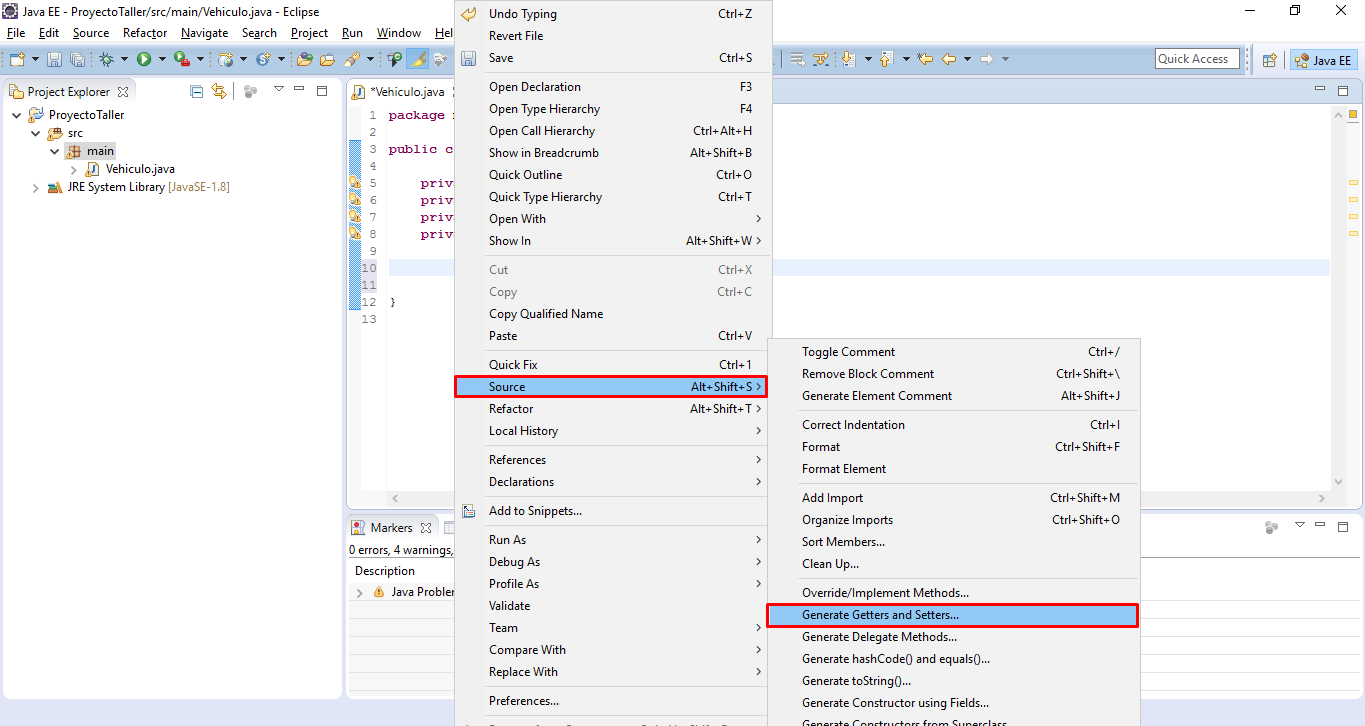 Java EE - ProyectoTaller/src/main/Vehiculo.java - Eclipse
File Edit Source Refactor Navigate Search Project Run Window
Quick Access
Java EE
Project Explorer
ProyectoTaller
src
main
Vehiculo.java
JRE System Library [JavaSE-1.8]
*Vehiculo.java
1 package
2
3 public c
4
5 priv
6 priv
7 priv
8 priv
9
10
11
12 }
13
Markers
0 errors, 4 warnings,
Description
Java Probler
Undo Typing Ctrl+Z
Revert File
Save Ctrl+S
Open Declaration F3
Open Type Hierarchy F4
Open Call Hierarchy Ctrl+Alt+H
Show in Breadcrumb Alt+Shift+B
Quick Outline Ctrl+O
Quick Type Hierarchy Ctrl+T
Open With
Show In Alt+Shift+W
Cut Ctrl+X
Copy Ctrl+C
Copy Qualified Name
Paste Ctrl+V
Quick Fix Ctrl+1
Source Alt+Shift+S
Refactor Alt+Shift+T
Local History
References
Declarations
Add to Snippets...
Run As
Debug As
Profile As
Validate
Team
Compare With
Replace With
Preferences...
Toggle Comment Ctrl+/
Remove Block Comment Ctrl+Shift+\
Generate Element Comment Alt+Shift+J
Correct Indentation Ctrl+I
Format Ctrl+Shift+F
Format Element
Add Import Ctrl+Shift+M
Organize Imports Ctrl+Shift+O
Sort Members...
Clean Up...
Override/Implement Methods...
Generate Getters and Setters...
Generate Delegate Methods...
Generate hashCode() and equals()...
Generate toString()...
Generate Constructor using Fields...
Generate Constructors from Superclass